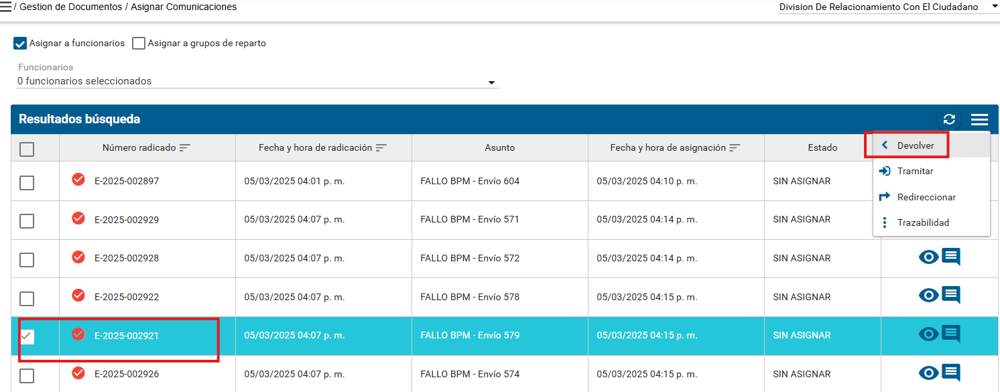 / Gestion de Documentos / Asignar Comunicaciones
Division De Relacionamiento Con El Ciudadano
Asignar a funcionarios Asignar a grupos de reparto
Funcionarios
0 funcionarios seleccionados
Resultados búsqueda
Número radicado Fecha y hora de radicación Asunto Fecha y hora de asignación Estado
Devolver
Tramitar
Redireccionar
Trazabilidad
E-2025-002897 05/03/2025 04:01 p. m. FALLO BPM - Envío 604 05/03/2025 04:10 p. m. SIN ASIGNAR
E-2025-002929 05/03/2025 04:07 p. m. FALLO BPM - Envío 571 05/03/2025 04:14 p. m. SIN ASIGNAR
E-2025-002928 05/03/2025 04:07 p. m. FALLO BPM - Envío 572 05/03/2025 04:14 p. m. SIN ASIGNAR
E-2025-002922 05/03/2025 04:07 p. m. FALLO BPM - Envío 578 05/03/2025 04:15 p. m. SIN ASIGNAR
E-2025-002921 05/03/2025 04:07 p. m. FALLO BPM - Envío 579 05/03/2025 04:15 p. m. SIN ASIGNAR
E-2025-002926 05/03/2025 04:07 p. m. FALLO BPM - Envío 574 05/03/2025 04:15 p. m. SIN ASIGNAR